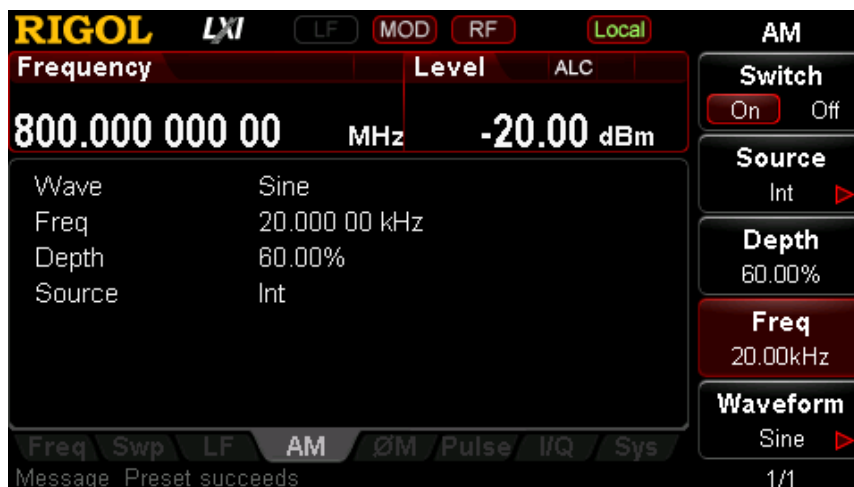 RIGOL LXI LF MOD RF Local AM
Frequency Level ALC
800.000 000 00 MHz -20.00 dBm
Switch
On Off
Source
Int
Depth
60.00%
Freq
20.00kHz
Waveform
Sine
1/1
Wave Sine
Freq 20.000 00 kHz
Depth 60.00%
Source Int
Freq Swp LF AM ØM Pulse I/Q Sys
Message Preset succeeds